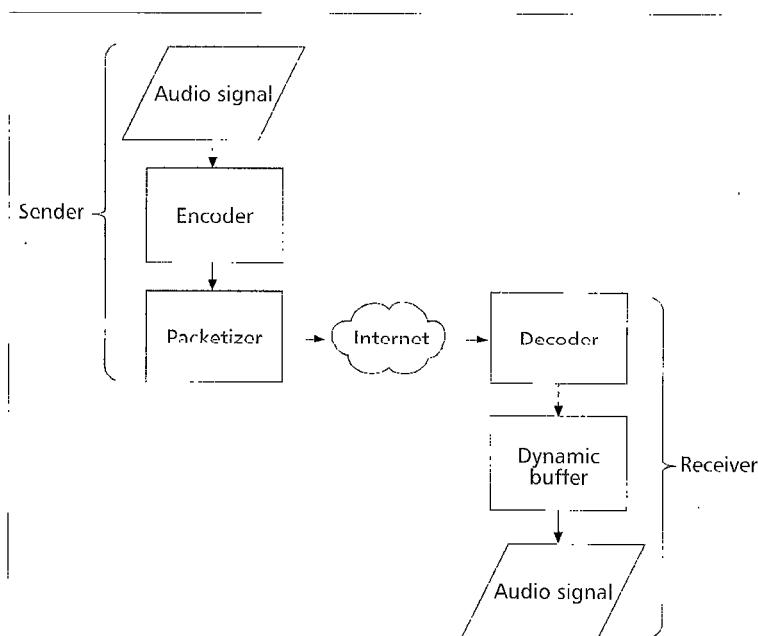 Audio signal
Sender
Encoder
Packetizer
Internet
Decoder
Dynamic
buffer
Receiver
Audio signal